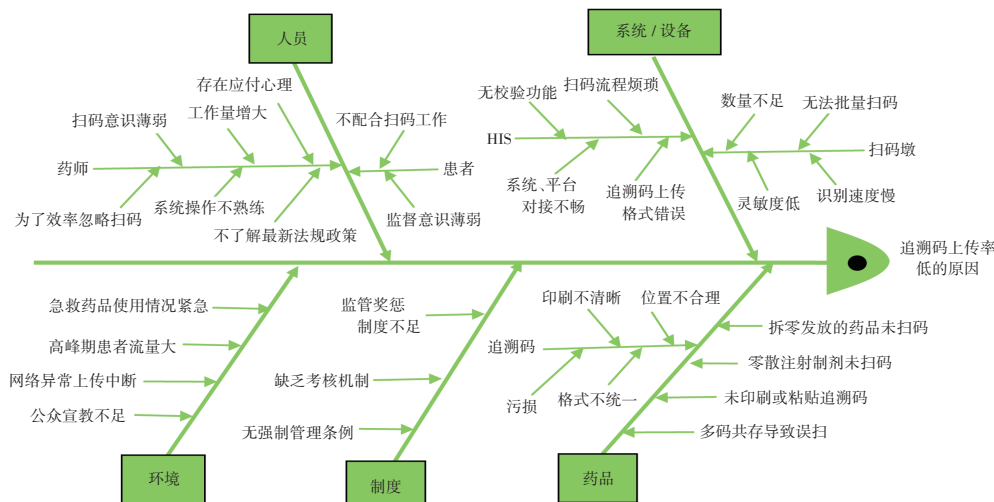 人员
系统 / 设备
存在应付心理
工作量增大
扫码意识薄弱
不配合扫码工作
药师
患者
为了效率忽略扫码
系统操作不熟练
不了解最新法规政策
监督意识薄弱
无校验功能
扫码流程烦琐
HIS
系统、平台
对接不畅
追溯码上传
格式错误
数量不足
无法批量扫码
扫码墩
灵敏度低
识别速度慢
追溯码上传率
低的原因
急救药品使用情况紧急
高峰期患者流量大
网络异常上传中断
公众宣教不足
环境
监管奖惩
制度不足
缺乏考核机制
无强制管理条例
制度
印刷不清晰
位置不合理
追溯码
污损
格式不统一
拆零发放的药品未扫码
零散注射制剂未扫码
未印刷或粘贴追溯码
多码共存导致误扫
药品